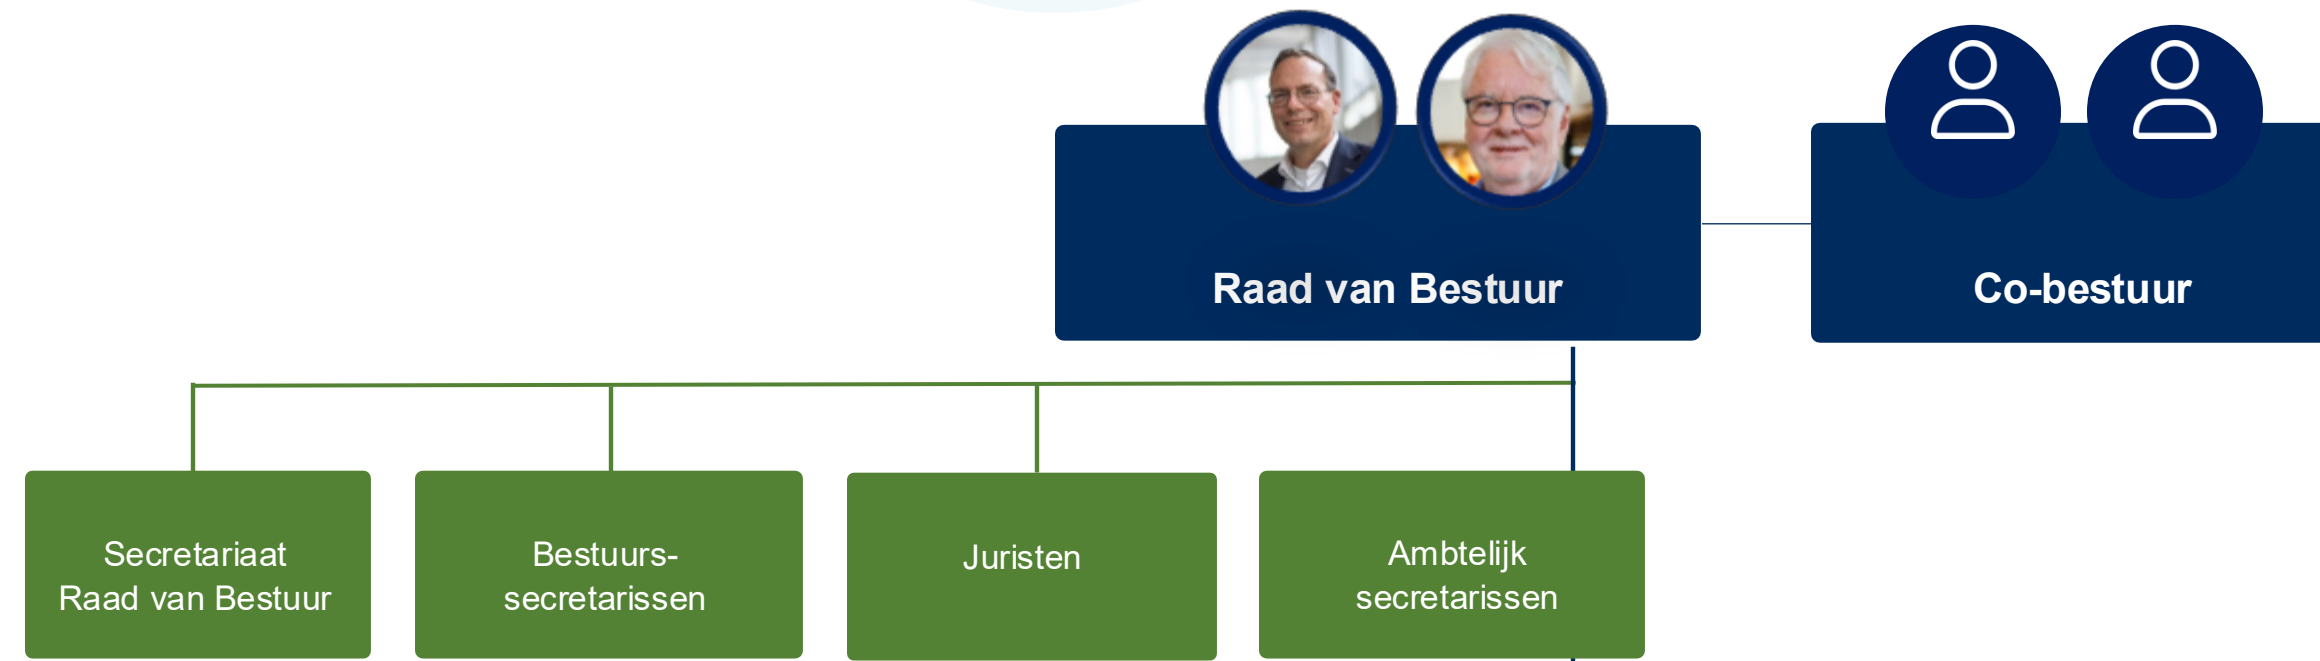 Raad van Bestuur
Co-bestuur
Secretariaat
Raad van Bestuur
Bestuurs-
secretarissen
Juristen
Ambtelijk
secretarissen